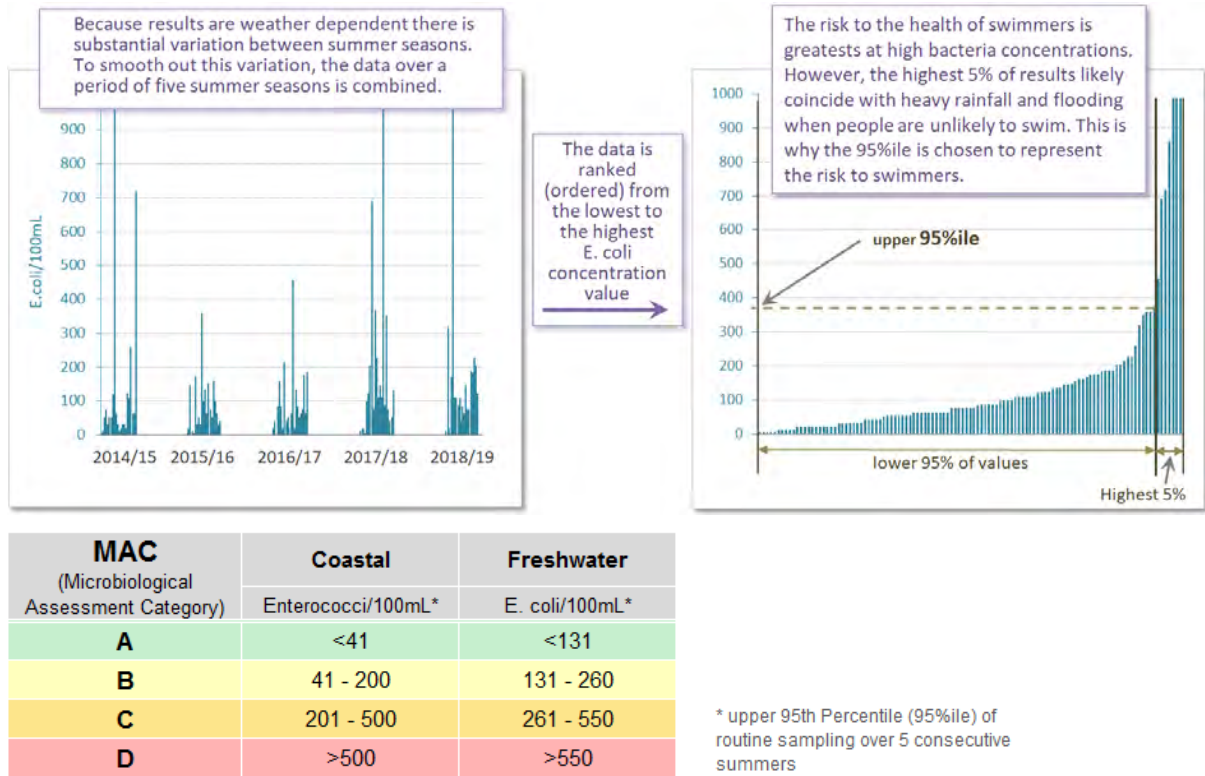 Because results are weather dependent there is
substantial variation between summer seasons.
To smooth out this variation, the data over a
period of five summer seasons is combined.
E.coli/100mL
900
800
700
600
500
400
300
200
100
0
2014/15 2015/16 2016/17 2017/18 2018/19
The data is
ranked
(ordered) from
the lowest to
the highest
E. coli
concentration
value
The risk to the health of swimmers is
greatests at high bacteria concentrations.
However, the highest 5% of results likely
coincide with heavy rainfall and flooding
when people are unlikely to swim. This is
why the 95%ile is chosen to represent
the risk to swimmers.
1000
900
800
700
600
500
400
300
200
100
0
upper 95%ile
lower 95% of values
Highest 5%
MAC
(Microbiological
Assessment Category)
Coastal
Freshwater
Enterococci/100mL*
E. coli/100mL*
A <41 <131
B 41 - 200 131 - 260
C 201 - 500 261 - 550
D >500 >550
* upper 95th Percentile (95%ile) of
routine sampling over 5 consecutive
summers